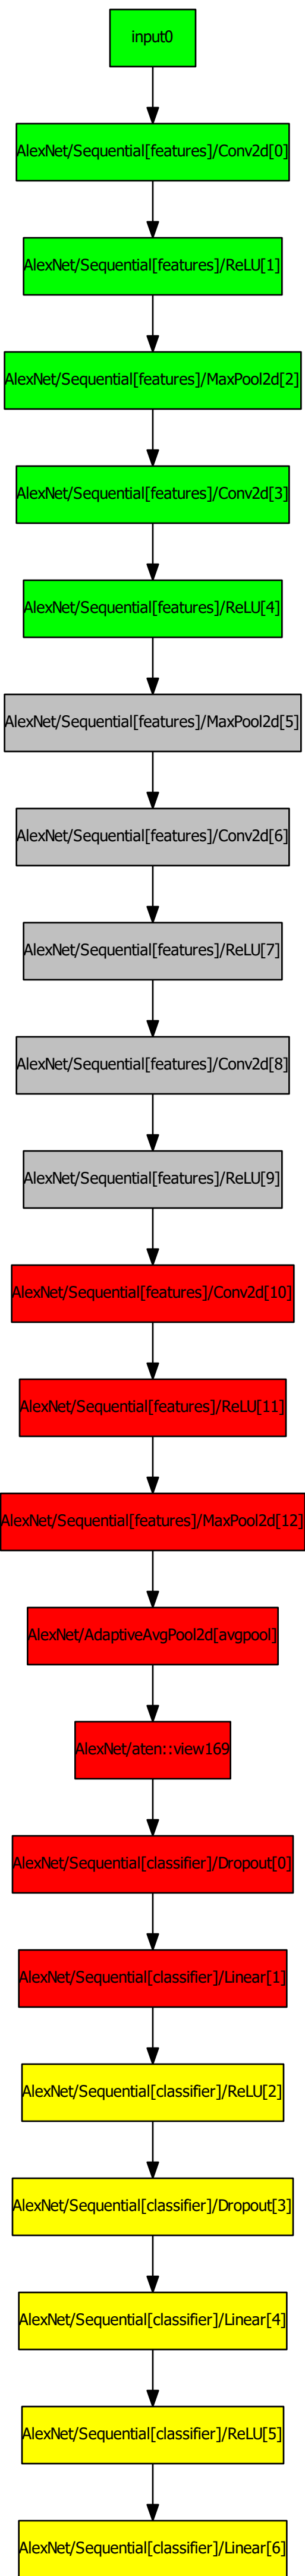 input0
AlexNet/Sequential[features]/Conv2d[0]
AlexNet/Sequential[features]/ReLU[1]
AlexNet/Sequential[features]/MaxPool2d[2]
AlexNet/Sequential[features]/Conv2d[3]
AlexNet/Sequential[features]/ReLU[4]
AlexNet/Sequential[features]/MaxPool2d[5]
AlexNet/Sequential[features]/Conv2d[6]
AlexNet/Sequential[features]/ReLU[7]
AlexNet/Sequential[features]/Conv2d[8]
AlexNet/Sequential[features]/ReLU[9]
AlexNet/Sequential[features]/Conv2d[10]
AlexNet/Sequential[features]/ReLU[11]
AlexNet/Sequential[features]/MaxPool2d[12]
AlexNet/AdaptiveAvgPool2d[avgpool]
AlexNet/aten::view169
AlexNet/Sequential[classifier]/Dropout[0]
AlexNet/Sequential[classifier]/Linear[1]
AlexNet/Sequential[classifier]/ReLU[2]
AlexNet/Sequential[classifier]/Dropout[3]
AlexNet/Sequential[classifier]/Linear[4]
AlexNet/Sequential[classifier]/ReLU[5]
AlexNet/Sequential[classifier]/Linear[6]